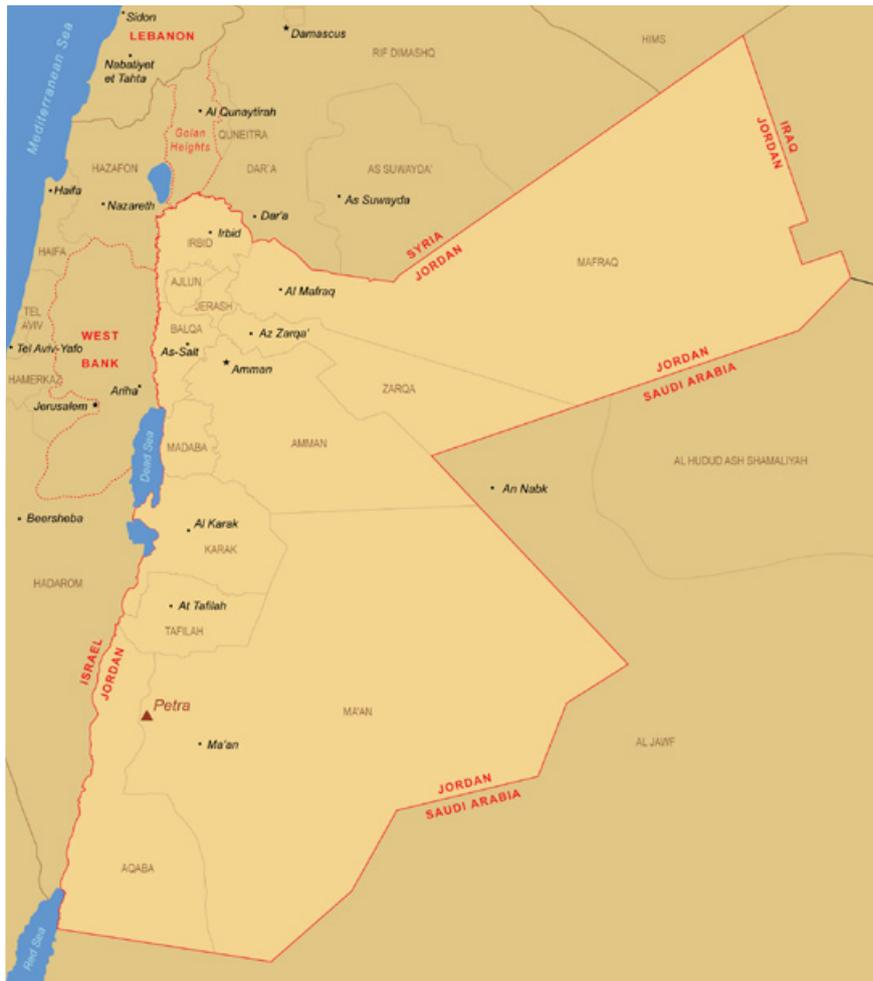 Sidon
LEBANON
Damascus
HIMS
RIF DIMASHQ
Mediterranean Sea
Nabatiyet
et Tahta
Al Qunaytirah
Golan
Heights
QUNEITRA
IRAQ
JORDAN
HAZAFON
DAR'A
AS SUWAYDA'
Haifa
Nazareth
As Suwayda
Dar'a
Irbid
IRBID
SYRIA
JORDAN
HAIFA
MAFRAQ
AJLUN
Al Mafraq
JERASH
TEL
AVIV
BALQA
Az Zarqa'
WEST
BANK
Tel Aviv-Yafo
As-Salt
Amman
JORDAN
SAUDI ARABIA
HAMERKAZ
Ariha
ZARQA
Jerusalem
Dead Sea
MADABA
AMMAN
AL HUDUD ASH SHAMALIYAH
An Nabk
Beersheba
Al Karak
KARAK
HADAROM
At Tafilah
TAFILAH
ISRAEL
JORDAN
Petra
MA'AN
Ma'an
AL JAWF
JORDAN
SAUDI ARABIA
AQABA
Red Sea